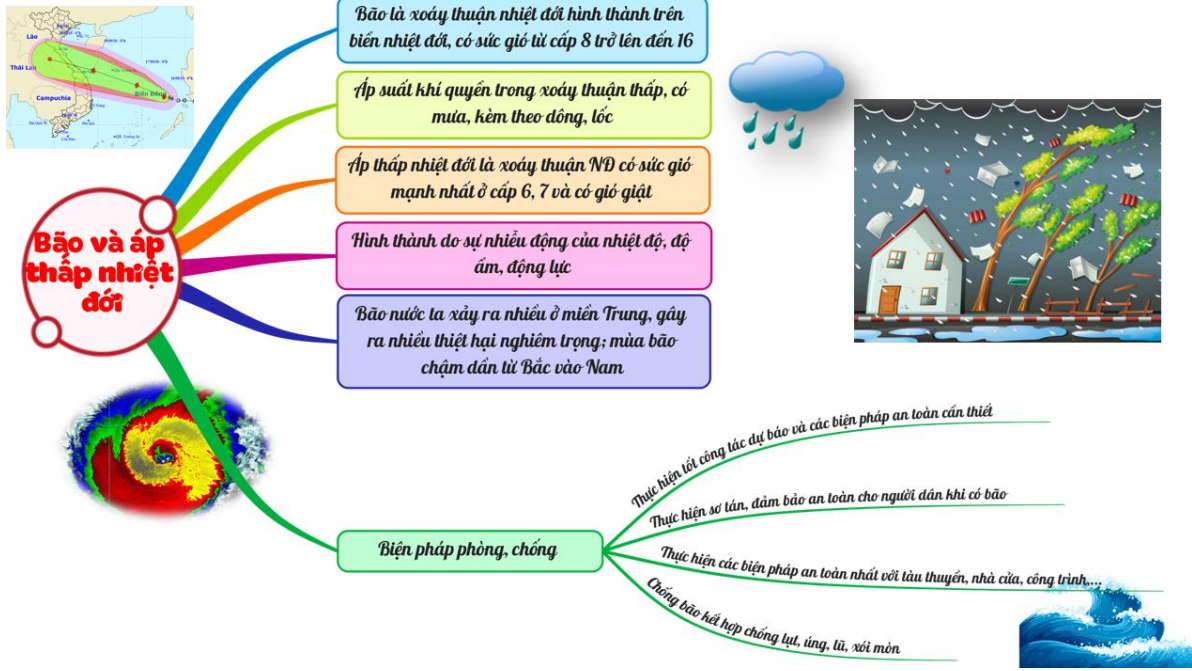 Lào
Thái Lan
Campuchia
Biển Đông
Bão là xoáy thuận nhiệt đới hình thành trên
biển nhiệt đới, có sức gió từ cấp 8 trở lên đến 16
Áp suất khí quyển trong xoáy thuận thấp, có
mưa, kèm theo dông, lốc
Áp thấp nhiệt đới là xoáy thuận NĐ có sức gió
mạnh nhất ở cấp 6, 7 và có gió giật
Bão và áp
thấp nhiệt
đới
Hình thành do sự nhiễu động của nhiệt độ, độ
ẩm, động lực
Bão nước ta xảy ra nhiều ở miền Trung, gây
ra nhiều thiệt hại nghiêm trọng; mùa bão
chậm dần từ Bắc vào Nam
Biện pháp phòng, chống
Thực hiện tốt công tác dự báo và các biện pháp an toàn cần thiết
Thực hiện sơ tán, đảm bảo an toàn cho người dân khi có bão
Thực hiện các biện pháp an toàn nhất với tàu thuyền, nhà cửa, công trình,...
Chống bão kết hợp chống lụt, úng, lũ, xói mòn